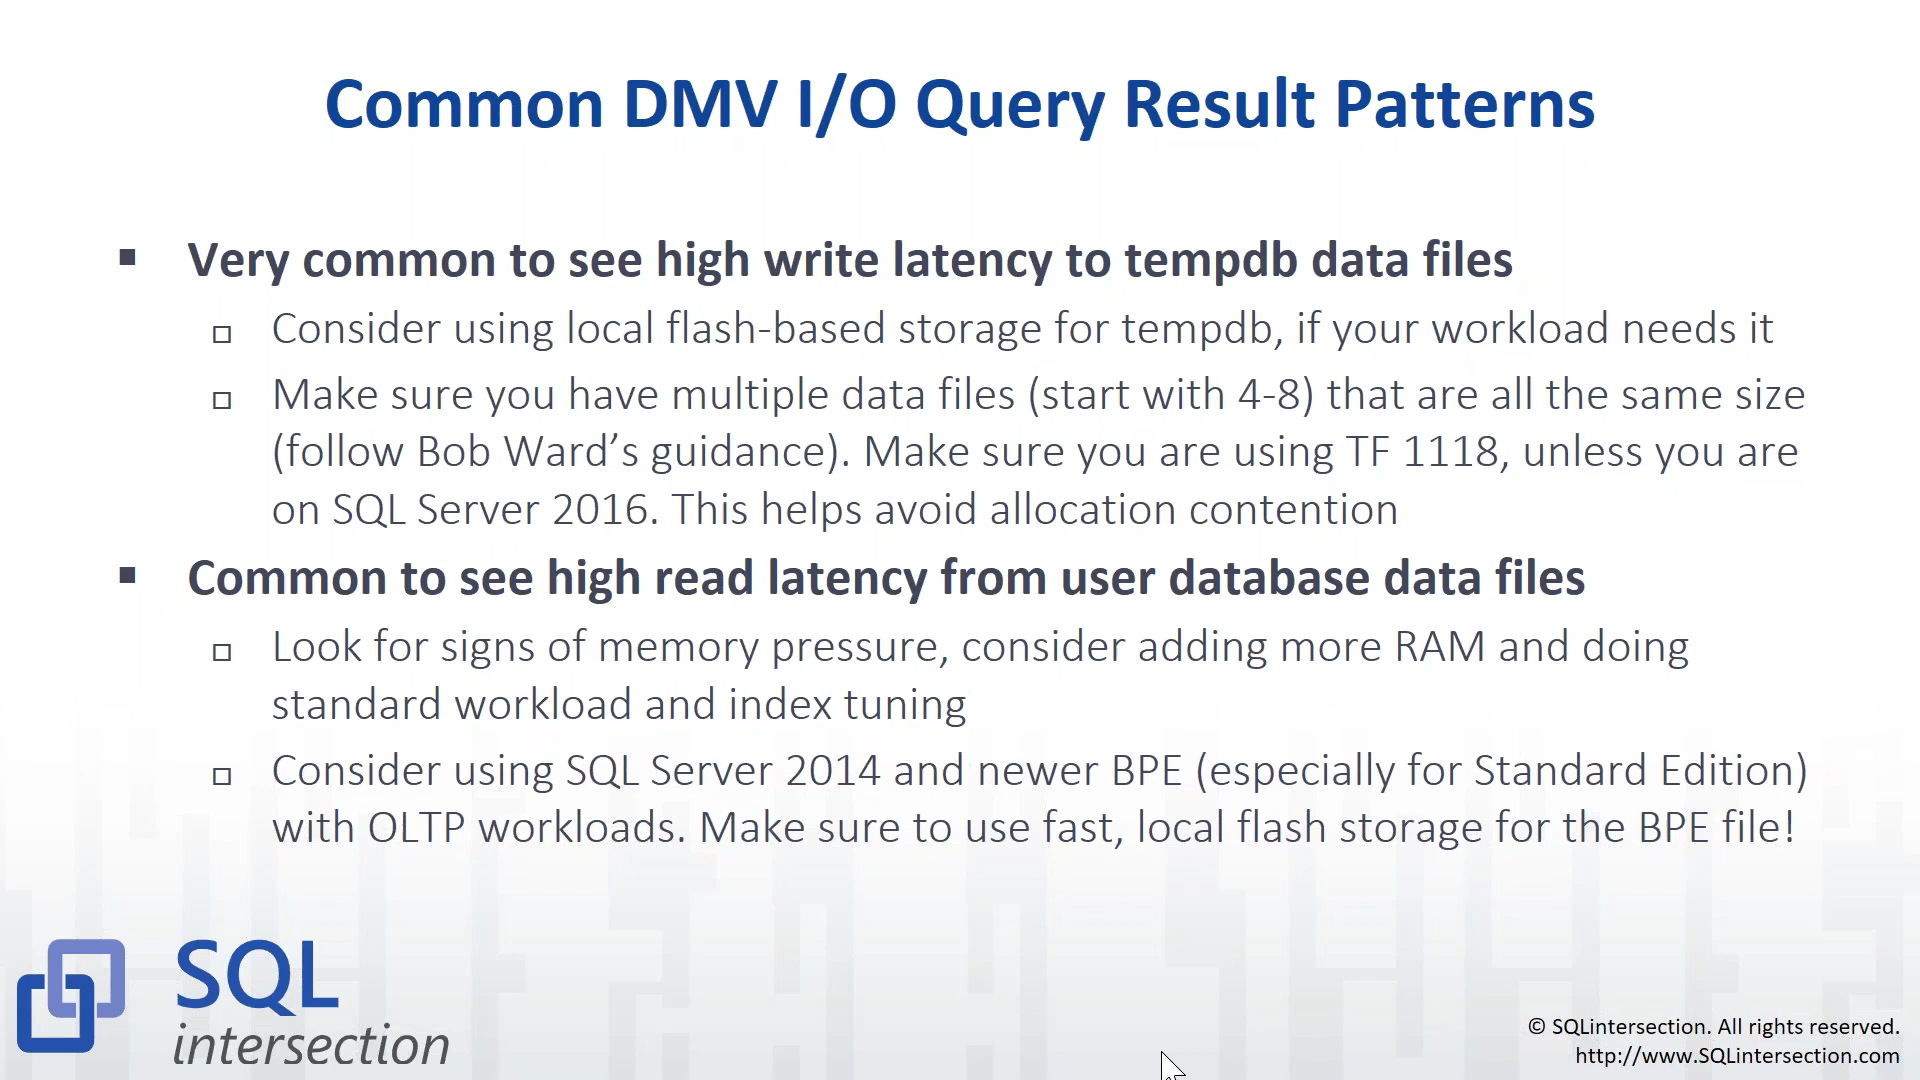 Common DMV I/O Query Result Patterns
Very common to see high write latency to tempdb data files
Consider using local flash-based storage for tempdb, if your workload needs it
Make sure you have multiple data files (start with 4-8) that are all the same size
(follow Bob Ward’s guidance). Make sure you are using TF 1118, unless you are
on SQL Server 2016. This helps avoid allocation contention
Common to see high read latency from user database data files
Look for signs of memory pressure, consider adding more RAM and doing
standard workload and index tuning
Consider using SQL Server 2014 and newer BPE (especially for Standard Edition)
with OLTP workloads. Make sure to use fast, local flash storage for the BPE file!
SQL
intersection
© SQLintersection. All rights reserved.
http://www.SQLintersection.com